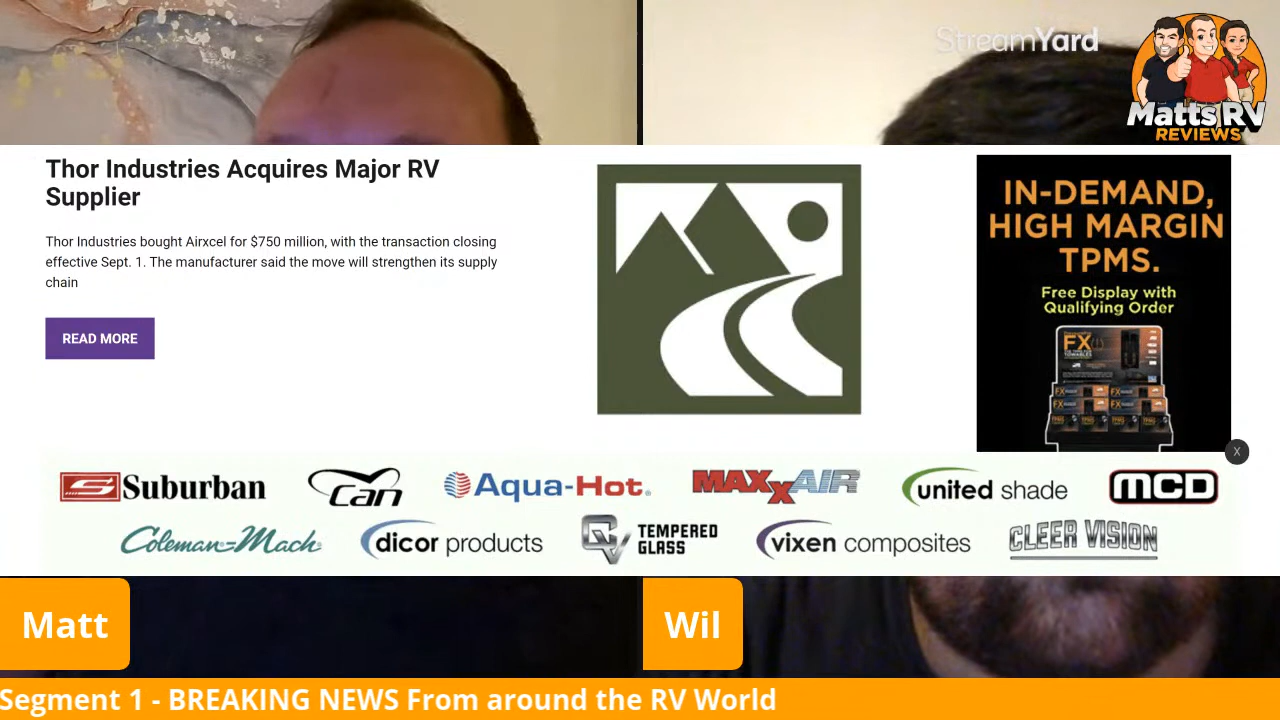 StreamYard
Matts RV
REVIEWS
Thor Industries Acquires Major RV
Supplier
Thor Industries bought Airxcel for $750 million, with the transaction closing
effective Sept. 1. The manufacturer said the move will strengthen its supply
chain
READ MORE
IN-DEMAND,
HIGH MARGIN
TPMS.
Free Display with
Qualifying Order
FX
X
Suburban Can Aqua-Hot MAXXAIR united shade MCD
Coleman-Mach dicor products TEMPERED GLASS vixen composites CLEER VISION
Matt
Wil
Segment 1 - BREAKING NEWS From around the RV World